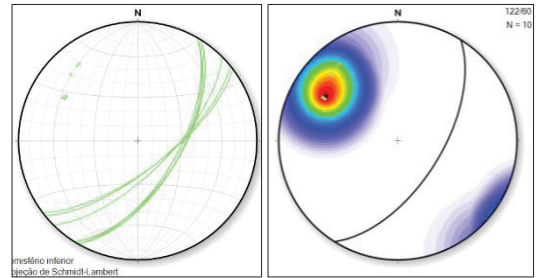 N
misfério inferior
ojeção de Schmidt-Lambert
N
122/60
N = 10